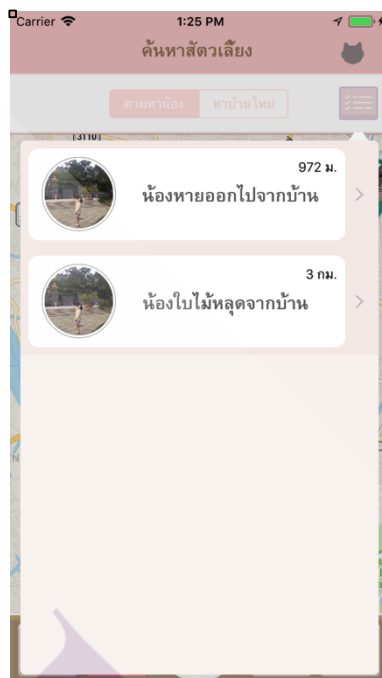 Carrier 1:25 PM
ค้นหาสัตวเลี้ยง
ตามหาน้อง หาบ้านใหม่
[3110]
972 ม.
น้องหายออกไปจากบ้าน
3 กม.
น้องใบไม้หลุดจากบ้าน